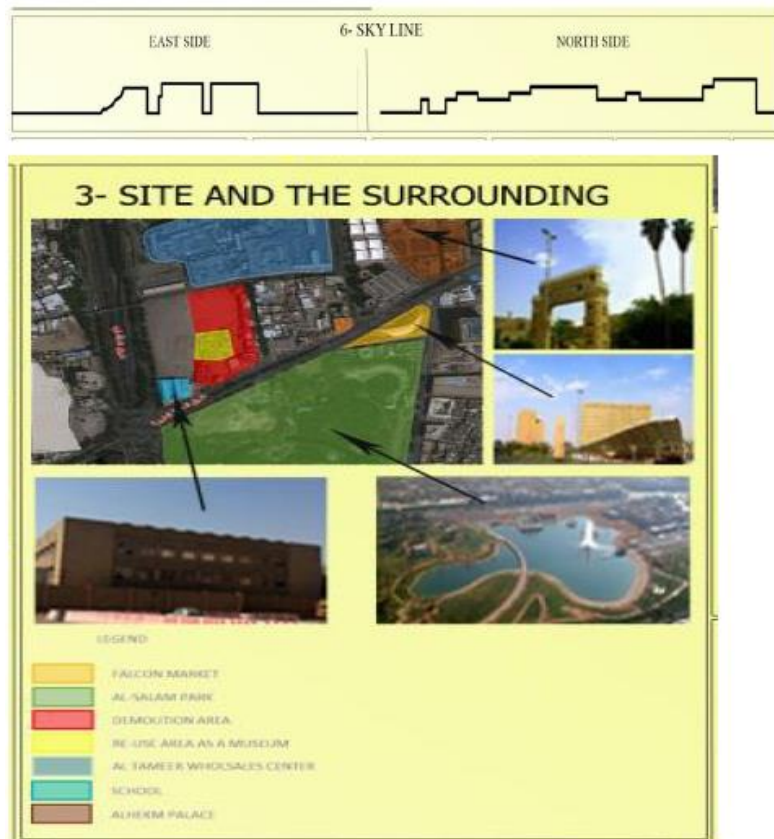 6- SKY LINE
EAST SIDE
NORTH SIDE
3- SITE AND THE SURROUNDING
LEGEND
FALCON MARKET
AL-SALAM PARK
DEMOLITION AREA
RE-USE AREA AS A MUSEUM
AL TAMEER WHOLSALES CENTER
SCHOOL
ALHEKM PALACE